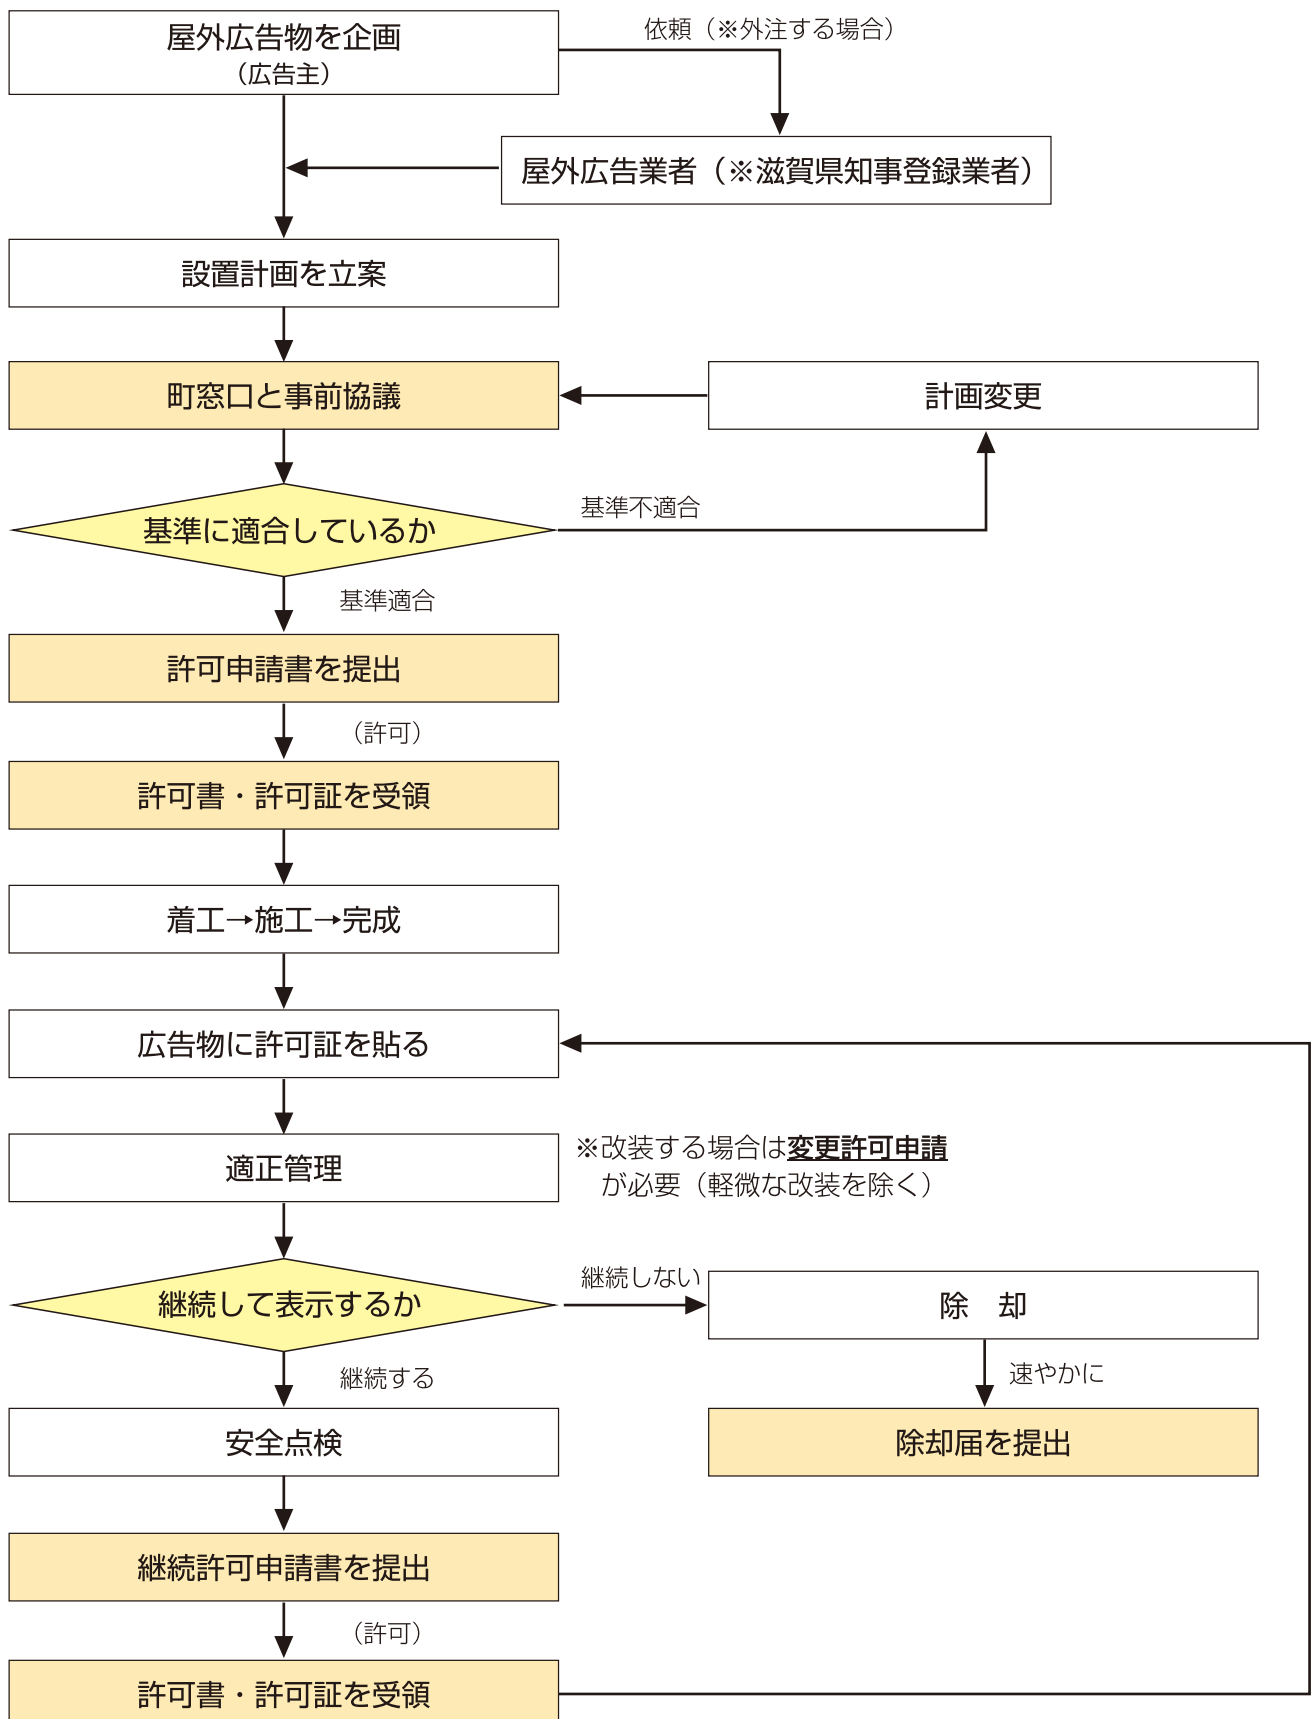 屋外広告物を企画
（広告主）
依頼（※外注する場合）
屋外広告業者（※滋賀県知事登録業者）
設置計画を立案
町窓口と事前協議
計画変更
基準に適合しているか
基準不適合
基準適合
許可申請書を提出
（許可）
許可書・許可証を受領
着工→施工→完成
広告物に許可証を貼る
適正管理
※改装する場合は変更許可申請
が必要（軽微な改装を除く）
継続して表示するか
継続しない
除　却
継続する
速やかに
安全点検
除却届を提出
継続許可申請書を提出
（許可）
許可書・許可証を受領